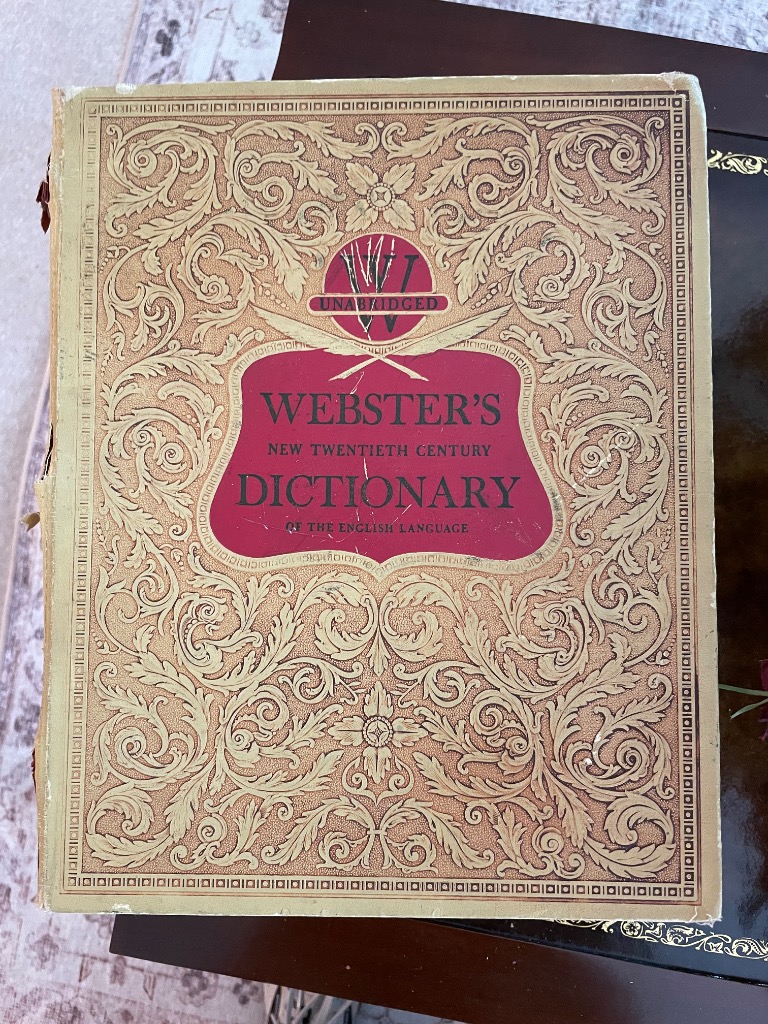 W
UNABRIDGED
WEBSTER'S
NEW TWENTIETH CENTURY
DICTIONARY
OF THE ENGLISH LANGUAGE